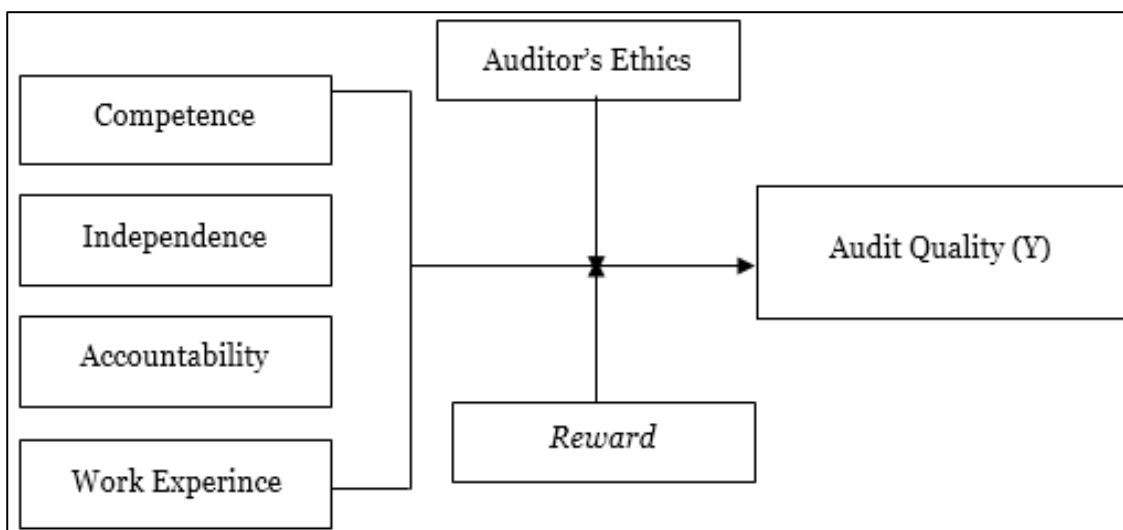 Auditor’s Ethics
Competence
Independence
Audit Quality (Y)
Accountability
Reward
Work Experince